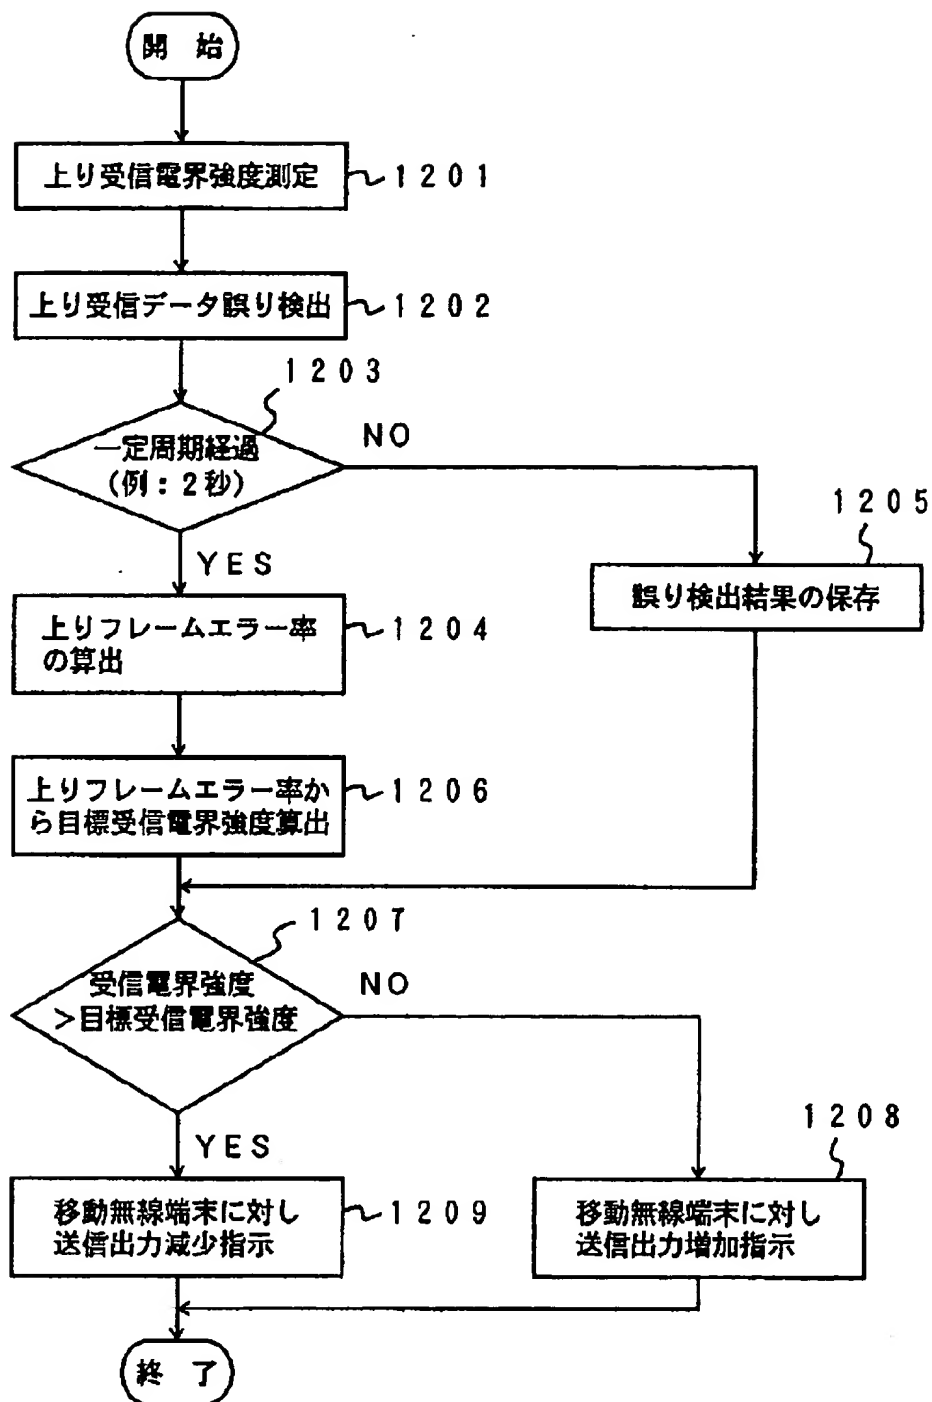 開 始
上り受信電界強度測定
1201
上り受信データ誤り検出
1202
1203
一定周期経過
(例：2秒)
NO
YES
1205
誤り検出結果の保存
上りフレームエラー率
の算出
1204
上りフレームエラー率か
ら目標受信電界強度算出
1206
1207
受信電界強度
＞目標受信電界強度
NO
YES
1208
移動無線端末に対し
送信出力減少指示
1209
移動無線端末に対し
送信出力増加指示
終 了